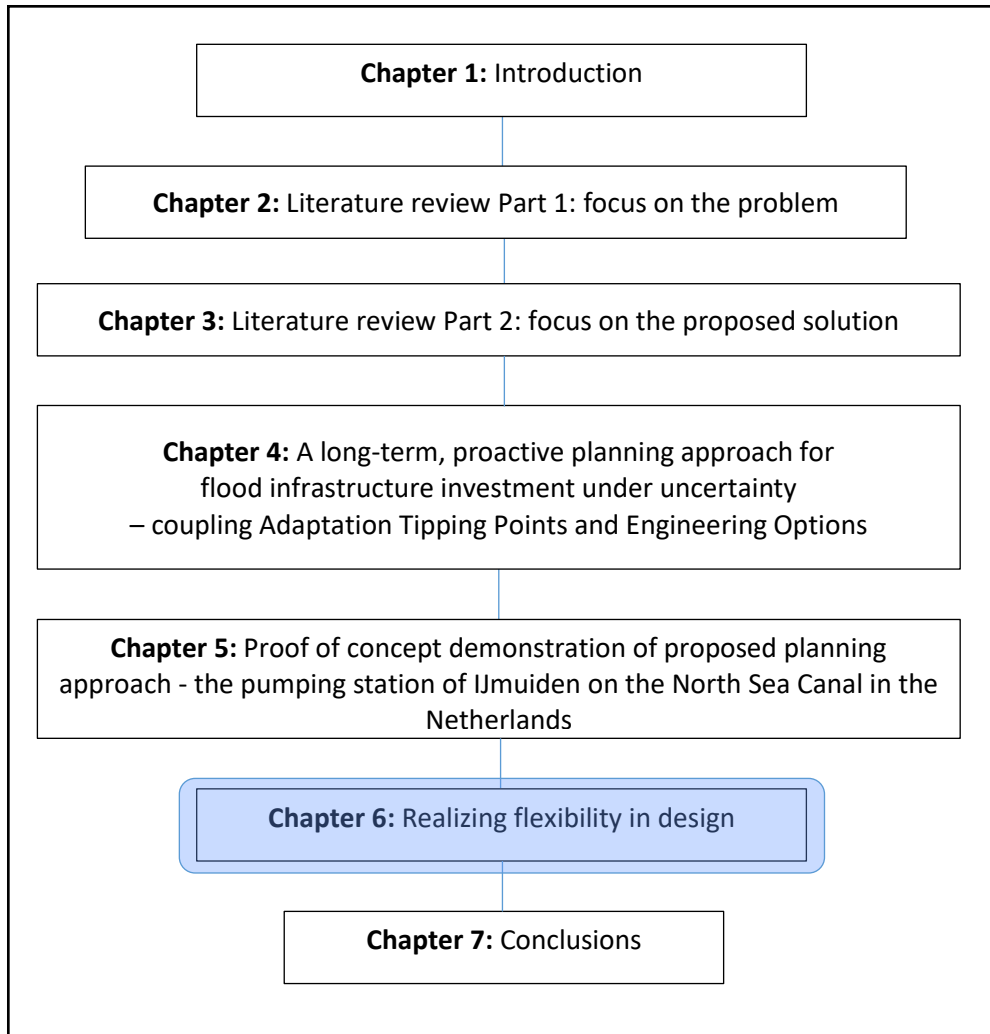 Chapter 1: Introduction
Chapter 2: Literature review Part 1: focus on the problem
Chapter 3: Literature review Part 2: focus on the proposed solution
Chapter 4: A long-term, proactive planning approach for
flood infrastructure investment under uncertainty
– coupling Adaptation Tipping Points and Engineering Options
Chapter 5: Proof of concept demonstration of proposed planning
approach - the pumping station of IJmuiden on the North Sea Canal in the
Netherlands
Chapter 6: Realizing flexibility in design
Chapter 7: Conclusions